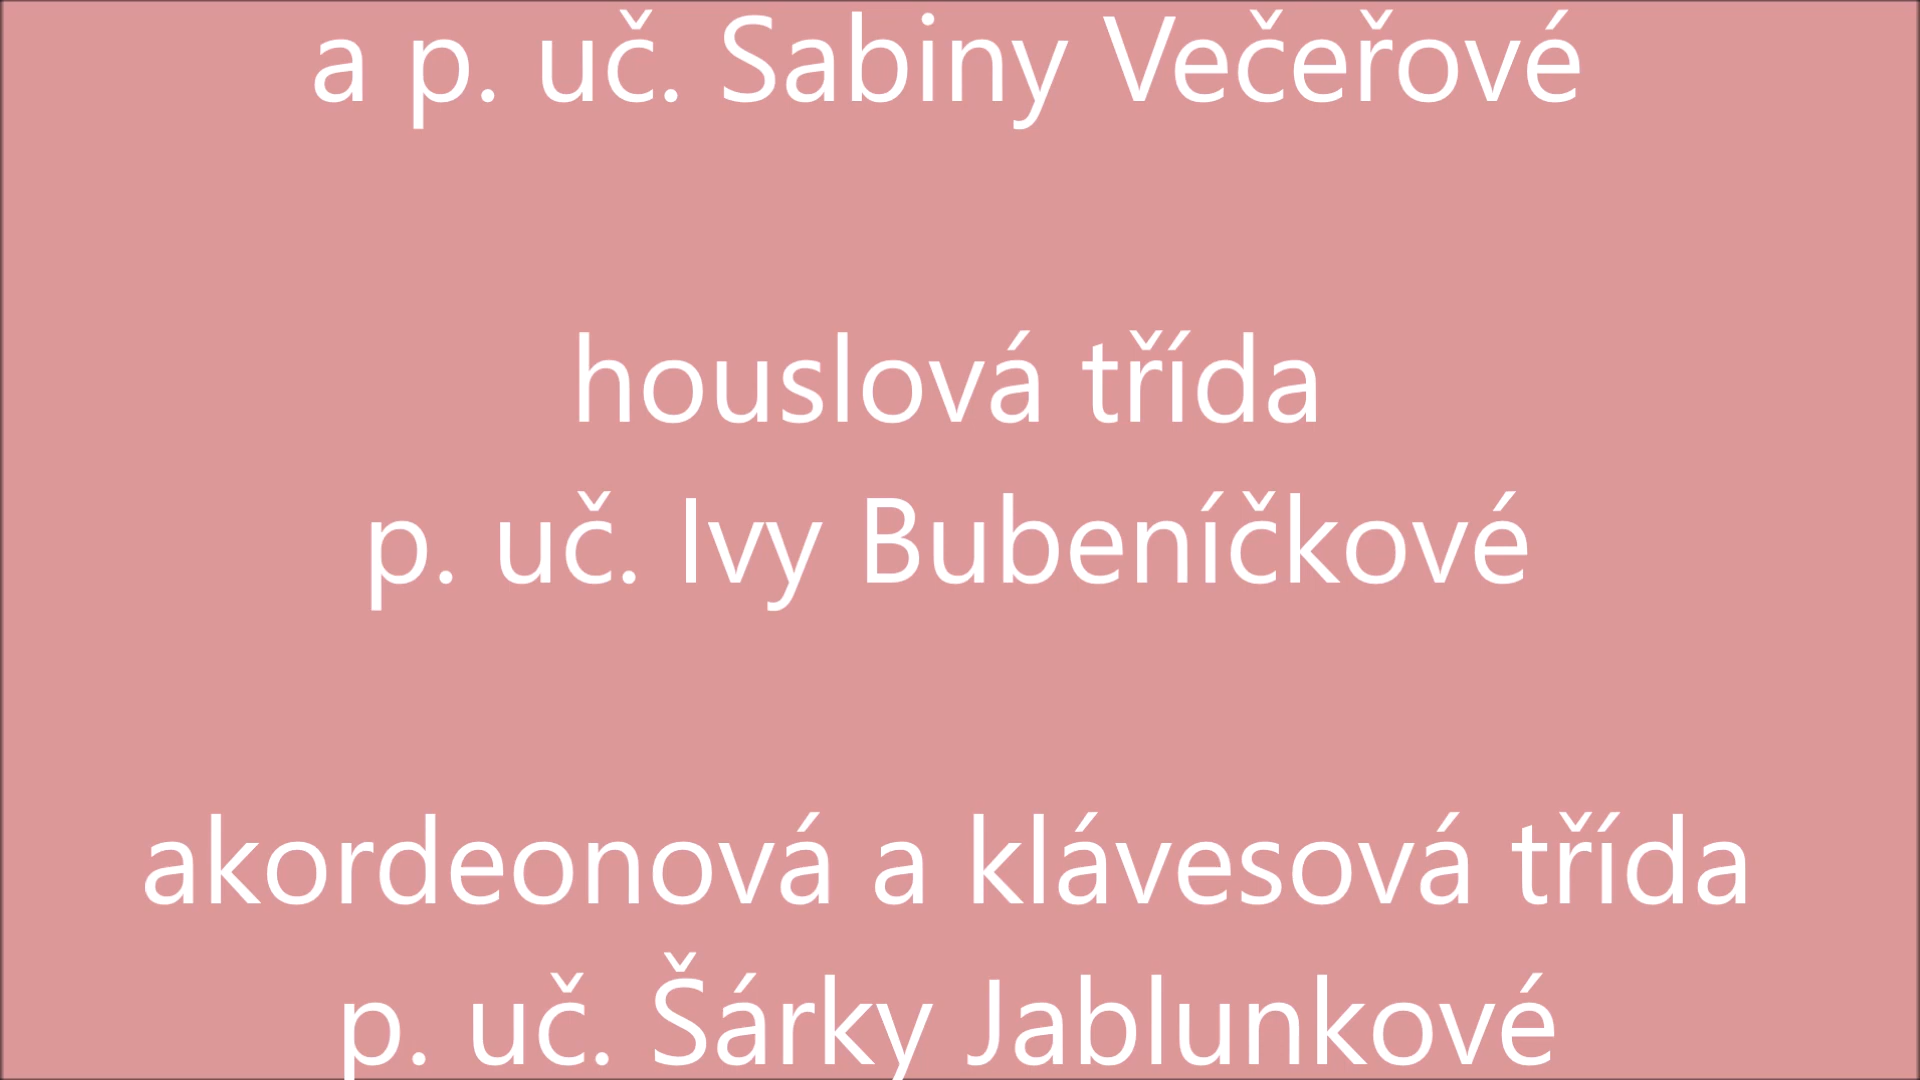 a p. uč. Sabiny Večeřové
houslová třída
p. uč. Ivy Bubeníčkové
akordeonová a klávesová třída
p. uč. Šárky Jablunkové